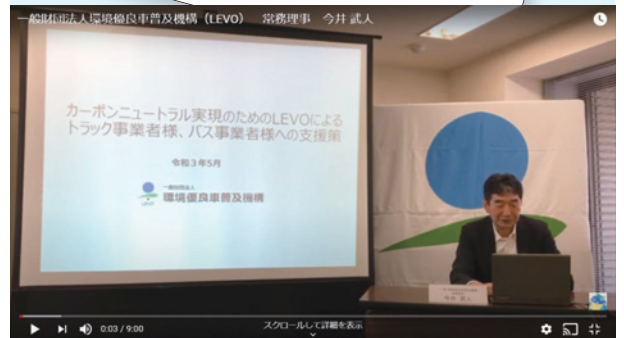 一般財団法人環境優良車普及機構（LEVO）　常務理事　今井 武人
カーボンニュートラル実現のためのLEVOによる
トラック事業者様、バス事業者様への支援策
令和3年5月
一般財団法人
環境優良車普及機構
LEVO
今井 武人
0:03 / 9:00
スクロールして詳細を表示